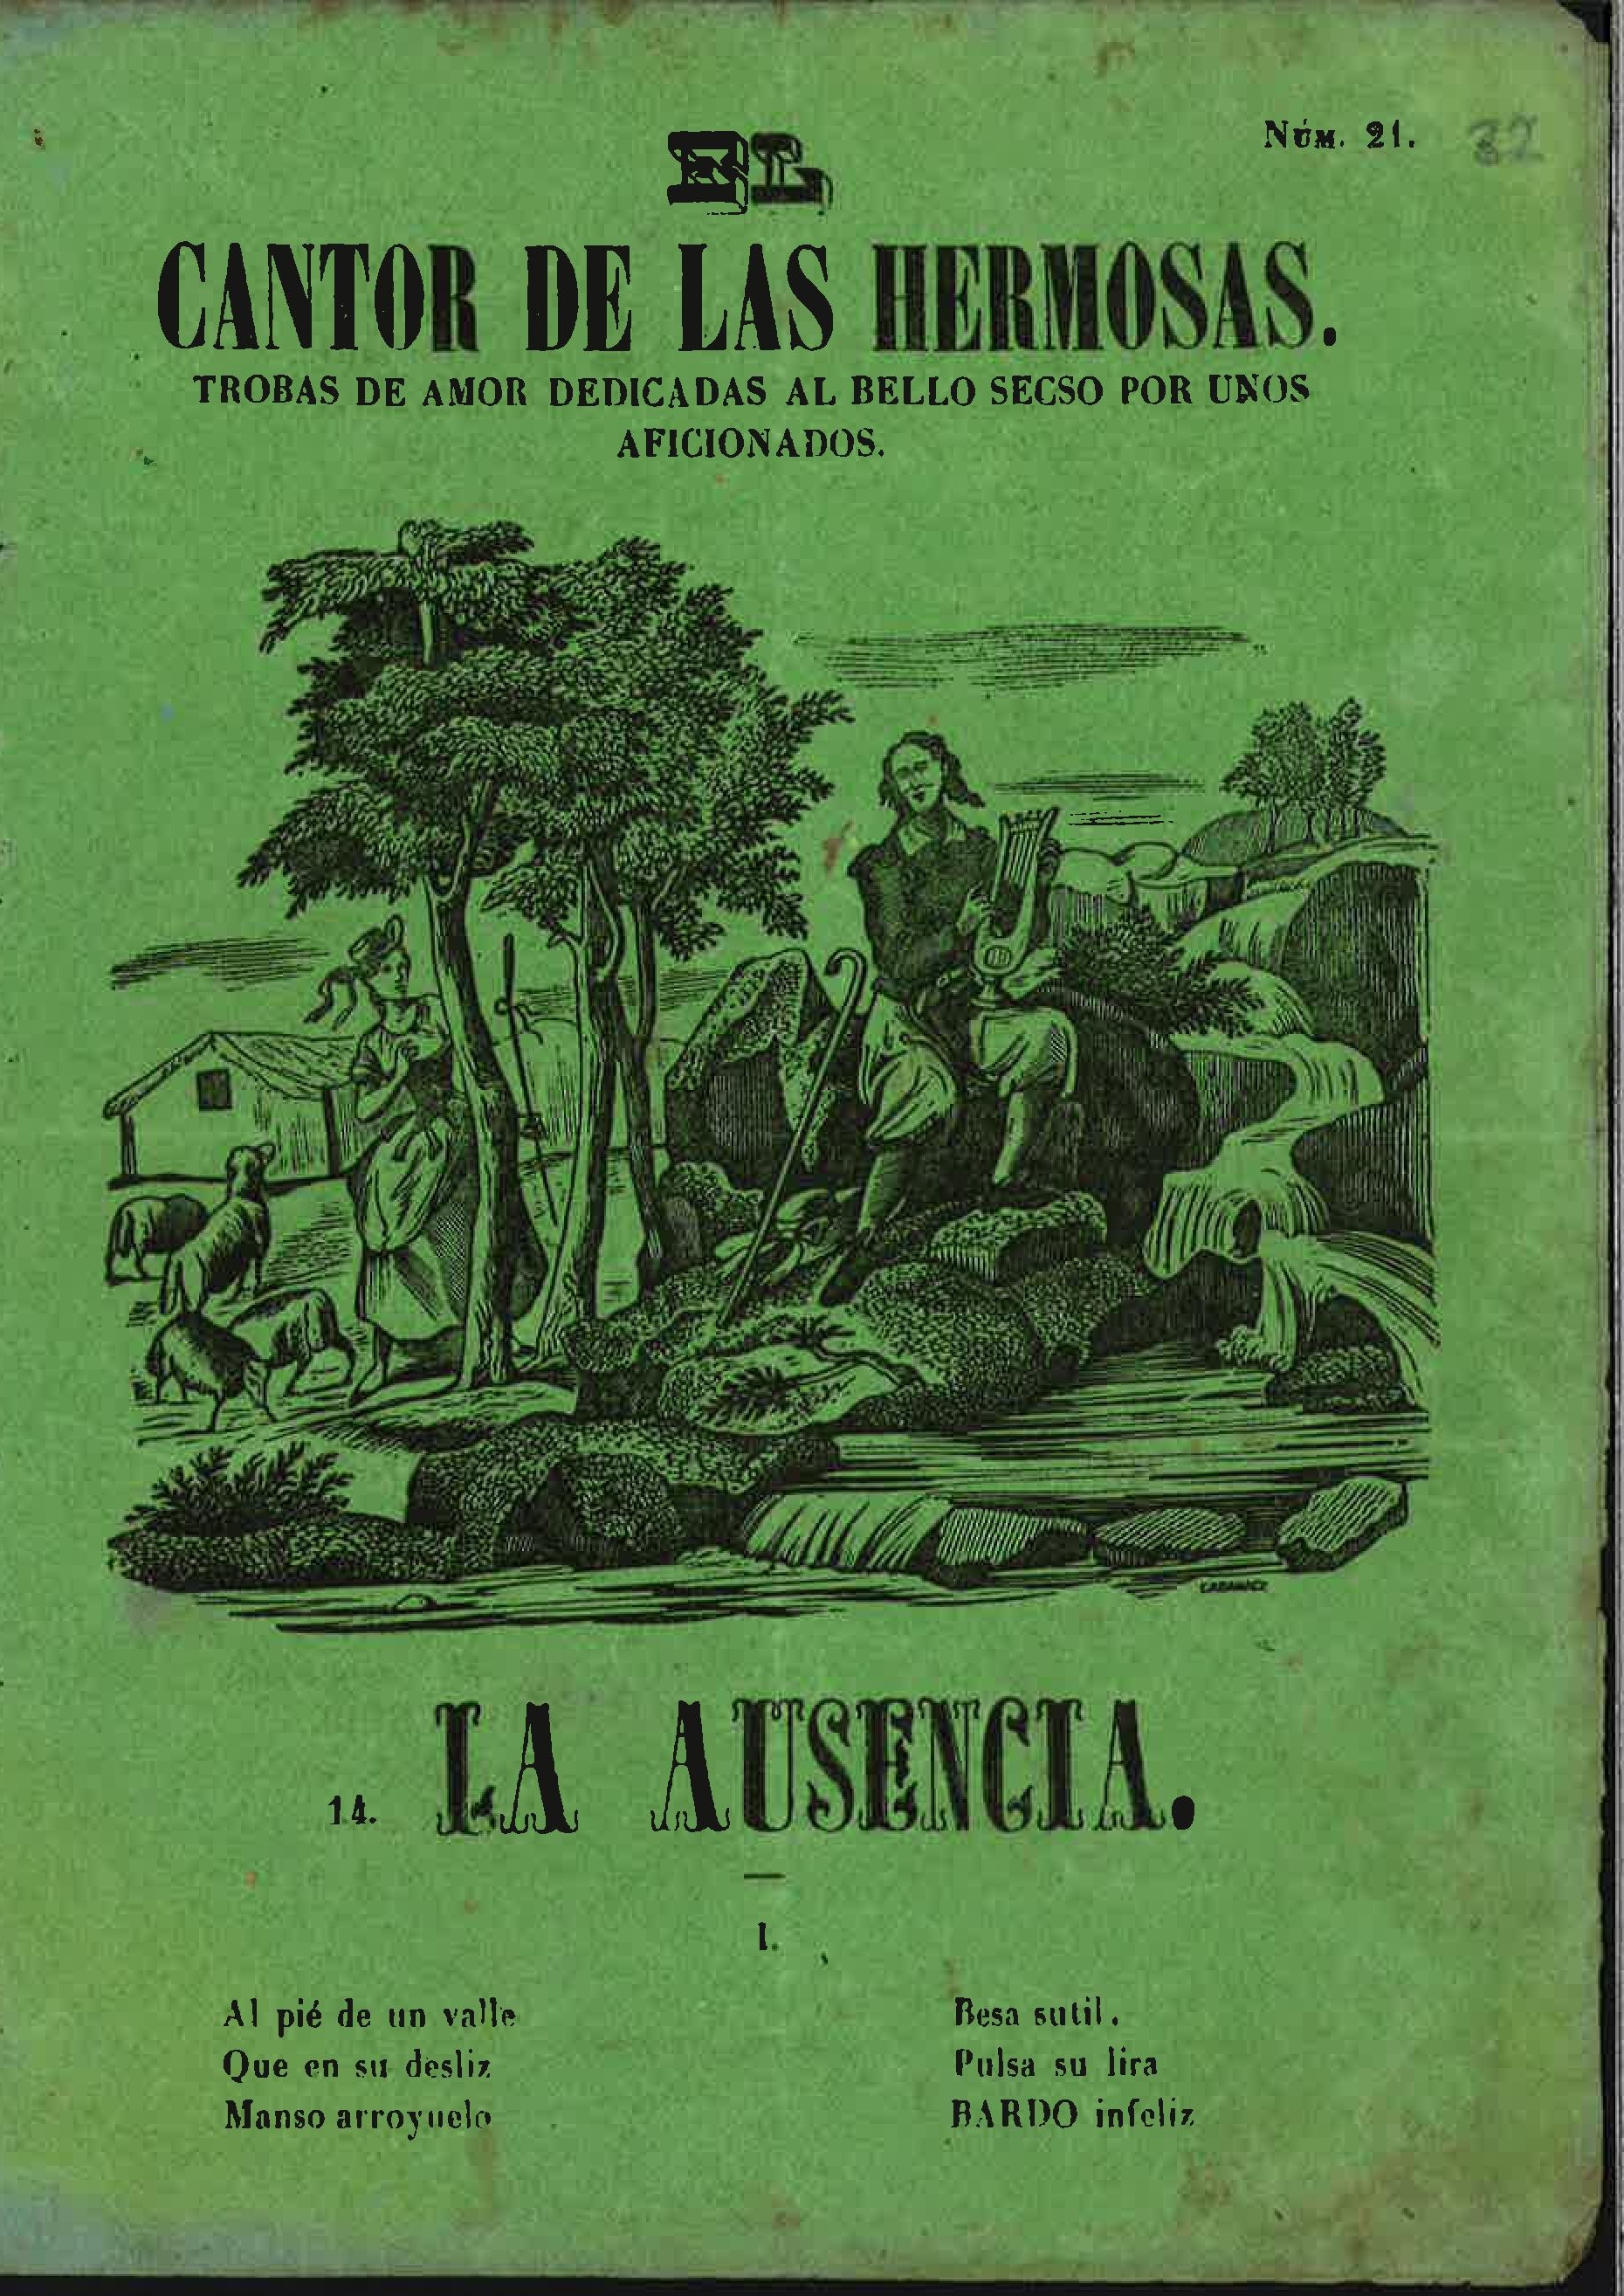 Núm. 21.
32
EL
CANTOR DE LAS HERMOSAS.
TROBAS DE AMOR DEDICADAS AL BELLO SECSO POR UNOS
AFICIONADOS.
14. LA AUSENCIA.
I.
Al pié de un valle
Que en su desliz
Manso arroyuelo
Besa sutil.
Pulsa su lira
BARDO infeliz